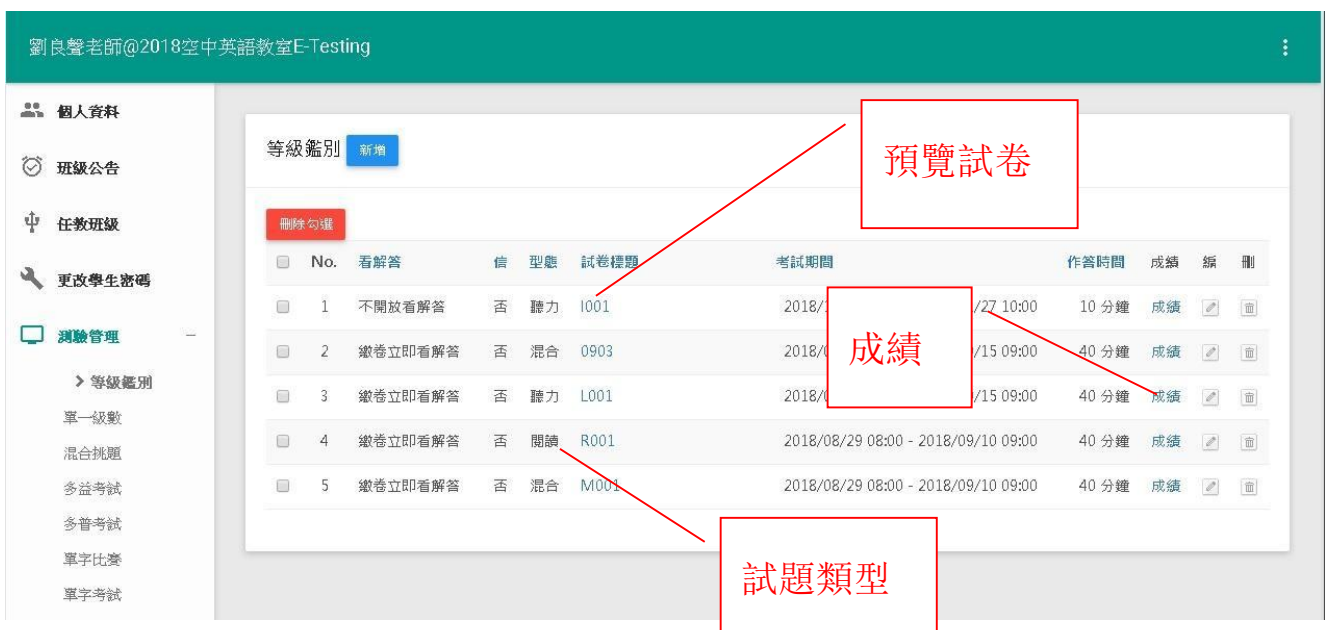 劉良聲老師@2018空中英語教室E-Testing
個人資料
班級公告
任教班級
更改學生密碼
測驗管理
等級鑑別
單一級數
混合挑題
多益考試
多普考試
單字比賽
單字考試
等級鑑別 新增
預覽試卷
刪除勾選
No. 看解答 信 型態 試卷標題 考試期間 作答時間 成績 編 刪
1 不開放看解答 否 聽力 I001 2018/ /27 10:00 10 分鐘 成績
2 繳卷立即看解答 否 混合 0903 2018/ /15 09:00 40 分鐘 成績
成績
3 繳卷立即看解答 否 聽力 L001 2018/ /15 09:00 40 分鐘 成績
4 繳卷立即看解答 否 閱讀 R001 2018/08/29 08:00 - 2018/09/10 09:00 40 分鐘 成績
5 繳卷立即看解答 否 混合 M001 2018/08/29 08:00 - 2018/09/10 09:00 40 分鐘 成績
試題類型